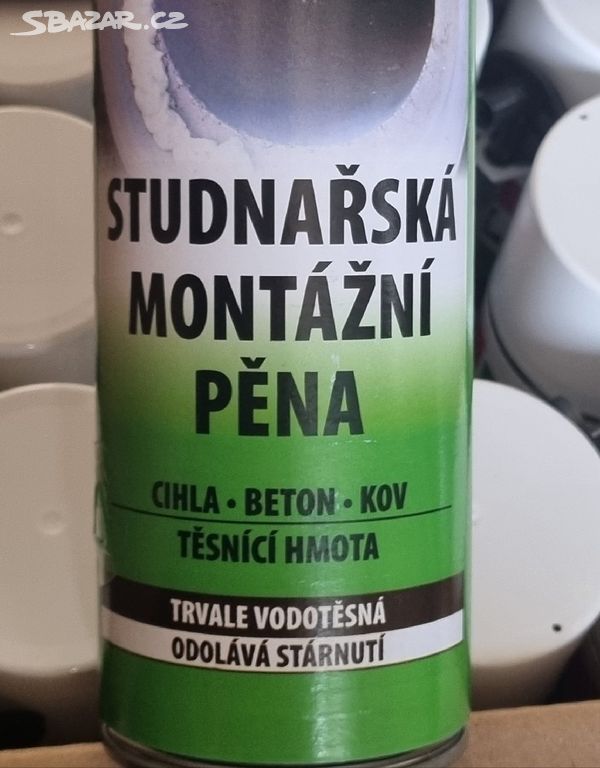 SBAZAR.CZ
STUDNAŘSKÁ
MONTÁŽNÍ
PĚNA
CIHLA • BETON • KOV
TĚSNÍCÍ HMOTA
TRVALE VODOTĚSNÁ
ODOLÁVÁ STÁRNUTÍ